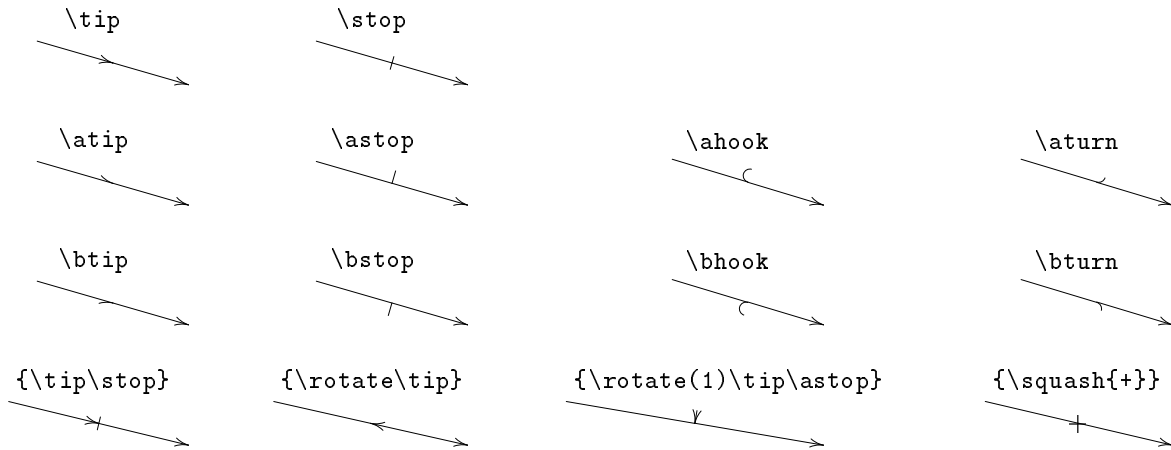 \tip \stop
\atip \astop \ahook \aturn
\btip \bstop \bhook \bturn
{\tip\stop} {\rotate\tip} {\rotate(1)\tip\astop} {\squash{+}}